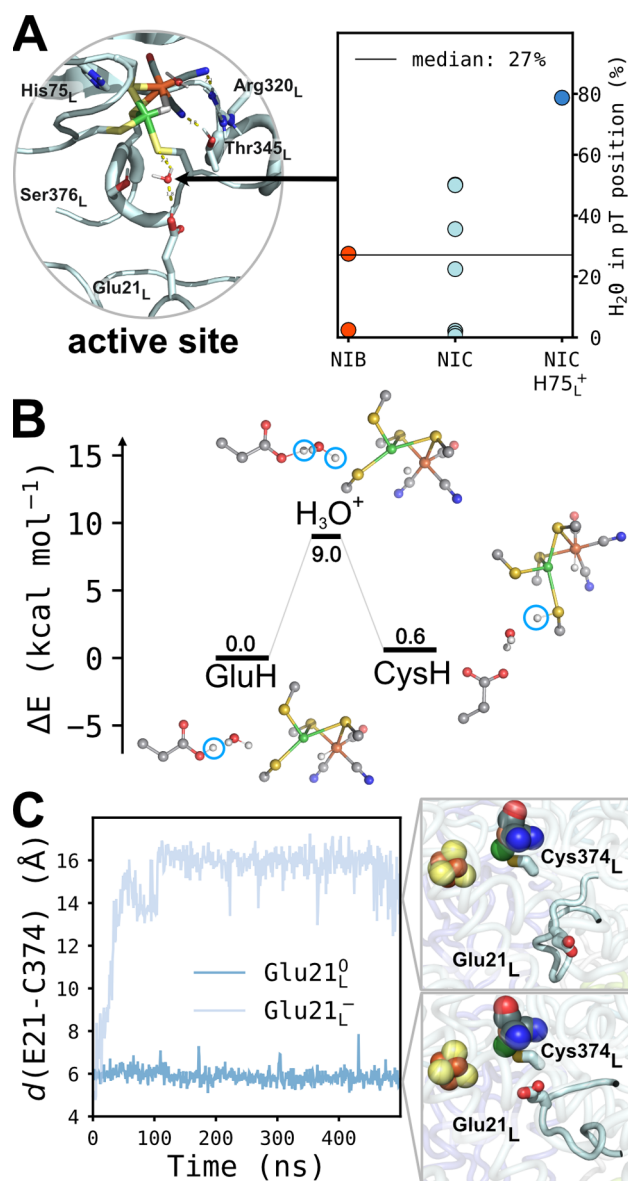 A
His75L
Arg320L
Thr345L
Ser376L
Glu21L
active site
median: 27%
80
60
40
20
0
H₂0 in pT position (%)
NIB
NIC
NIC
H75L⁺
B
ΔE (kcal mol⁻¹)
15
10
5
0
−5
H₃O⁺
9.0
0.0
GluH
0.6
CysH
C
d(E21-C374) (Å)
16
14
12
10
8
6
4
Glu21L⁰
Glu21L⁻
0
100
200
300
400
Time (ns)
Cys374L
Glu21L
Cys374L
Glu21L